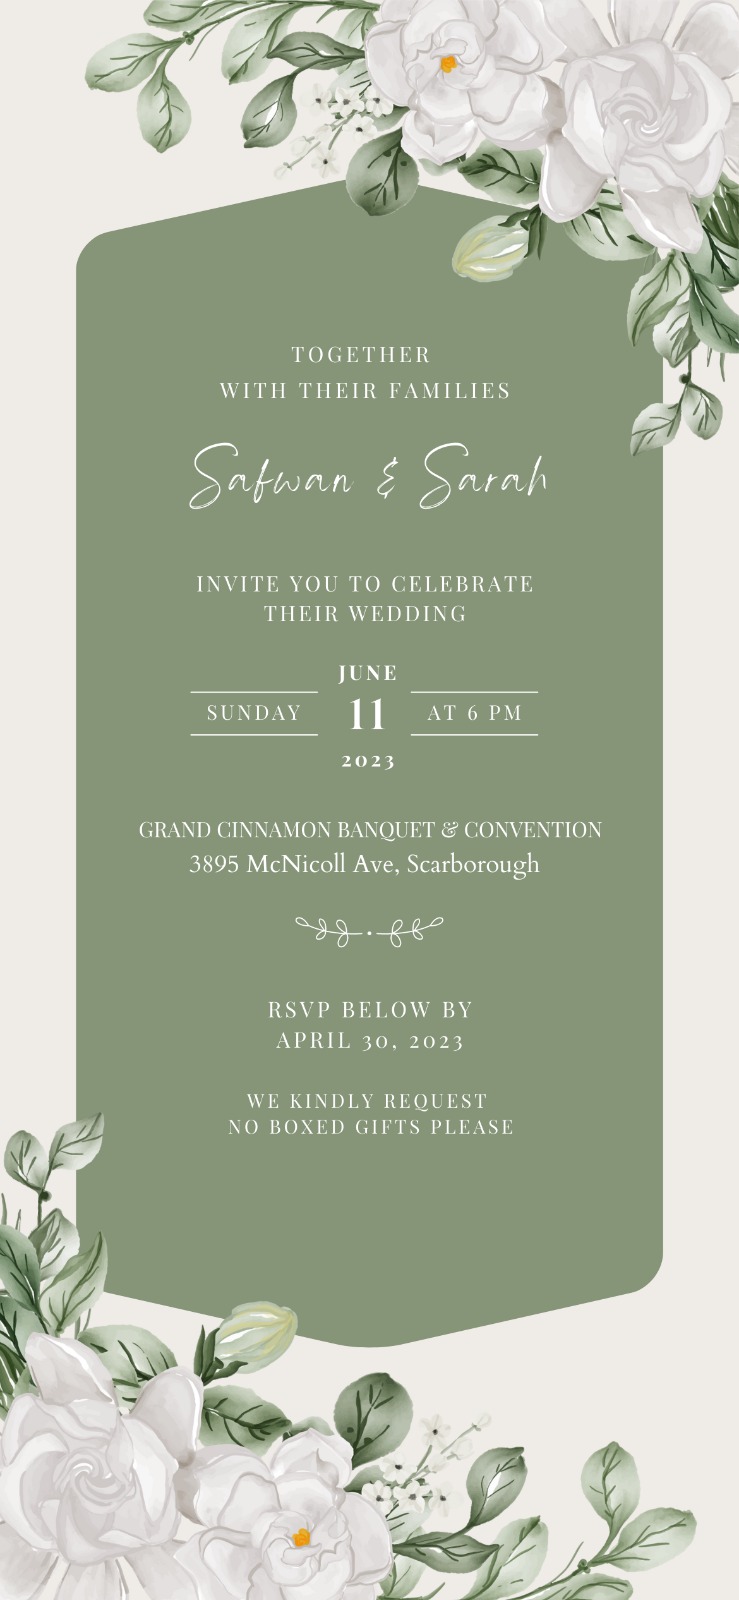 TOGETHER
WITH THEIR FAMILIES
Safwan & Sarah
INVITE YOU TO CELEBRATE
THEIR WEDDING
JUNE
SUNDAY 11 AT 6 PM
2023
GRAND CINNAMON BANQUET & CONVENTION
3895 McNicoll Ave, Scarborough
RSVP BELOW BY
APRIL 30, 2023
WE KINDLY REQUEST
NO BOXED GIFTS PLEASE